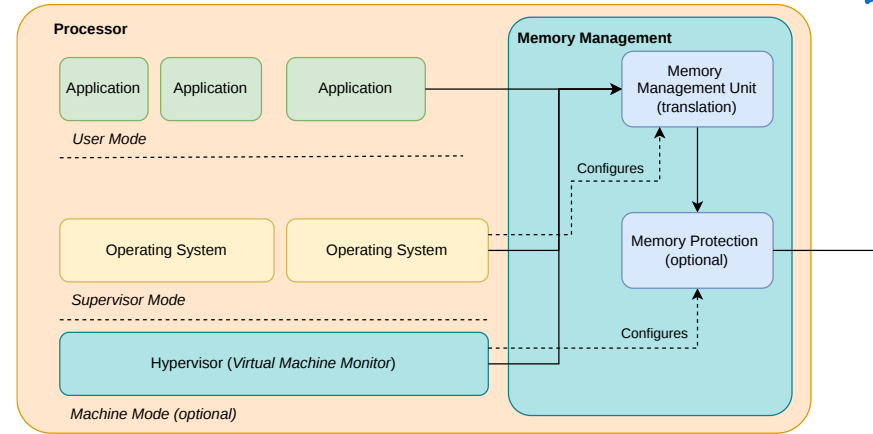 Processor
Memory Management
Application
Application
Application
Memory
Management Unit
(translation)
User Mode
Configures
Operating System
Operating System
Memory Protection
(optional)
Supervisor Mode
Configures
Hypervisor (Virtual Machine Monitor)
Machine Mode (optional)